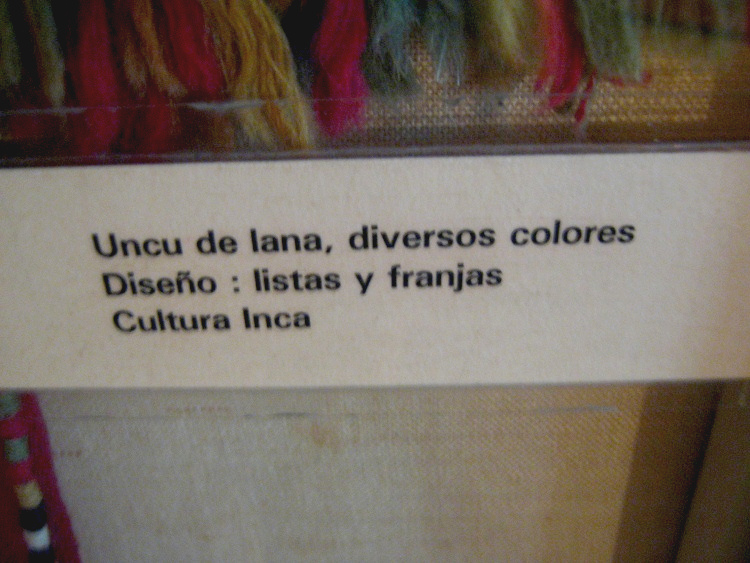 Uncu de lana, diversos colores
Diseño : listas y franjas
Cultura Inca